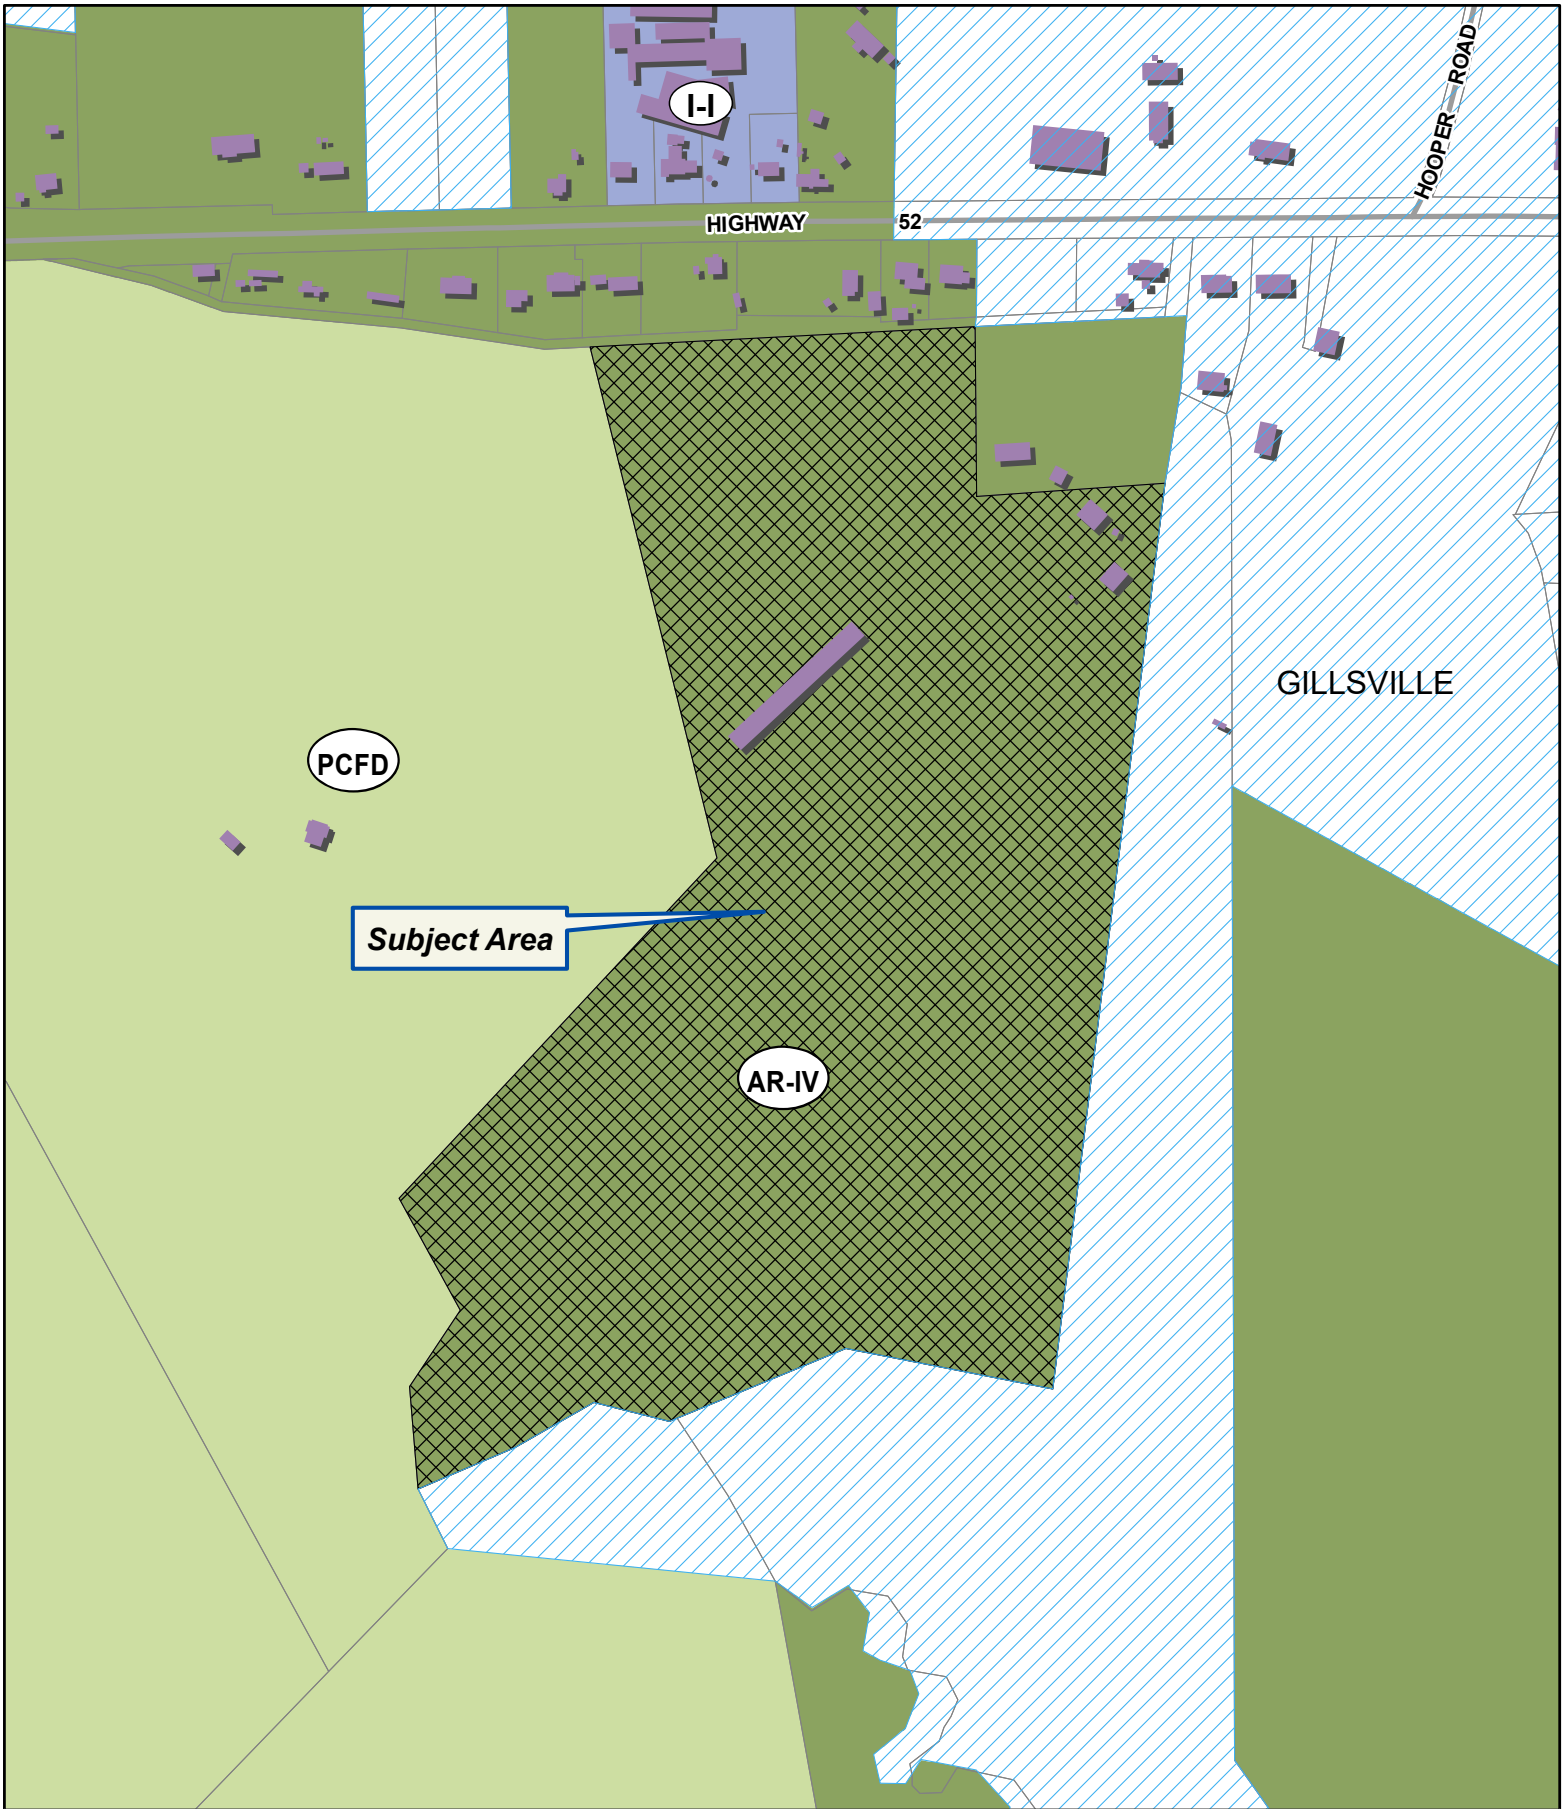 I-I
HOOPER ROAD
HIGHWAY 52
GILLSVILLE
PCFD
Subject Area
AR-IV